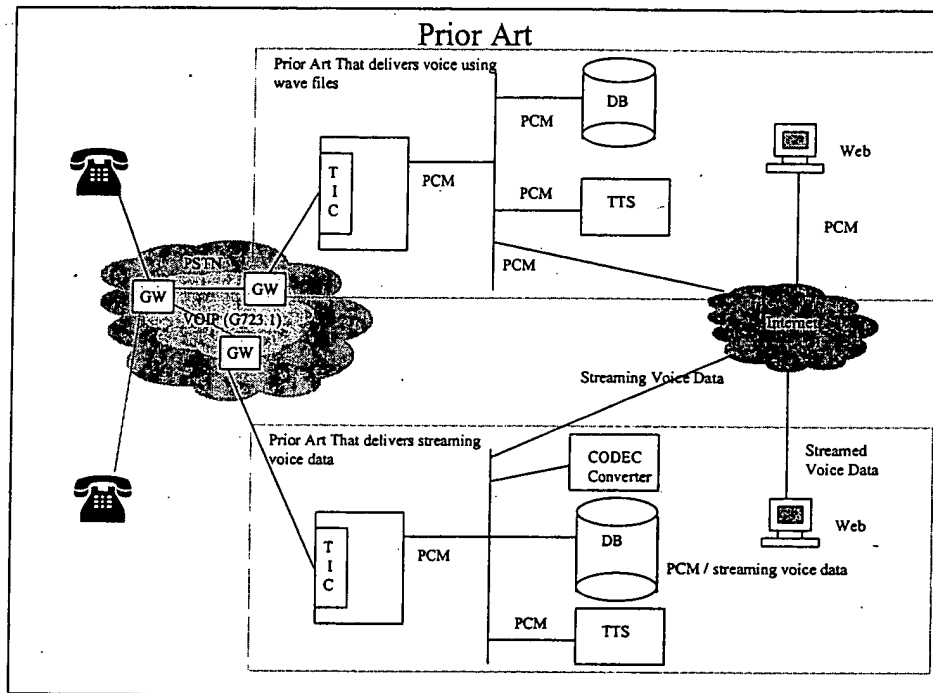 Prior Art
Prior Art That delivers voice using
wave files
DB
PCM
Web
T
I
C
PCM
PCM
TTS
PCM
PSTN
PCM
GW
GW
VOIP (G723.1)
Internet
GW
Streaming Voice Data
Prior Art That delivers streaming
voice data
CODEC
Converter
Streamed
Voice Data
T
I
C
PCM
DB
Web
PCM / streaming voice data
PCM
TTS